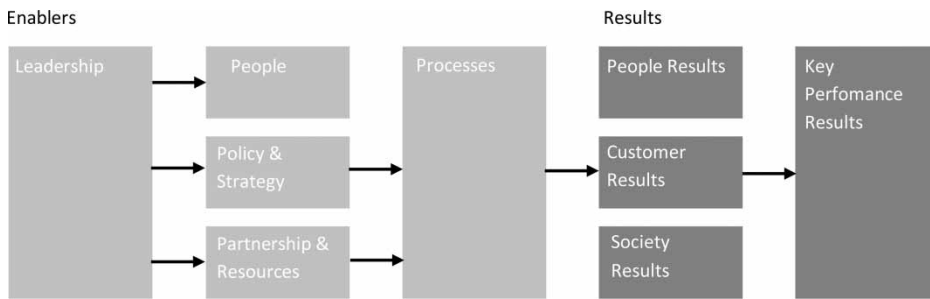 Enablers
Results
Leadership
People
Processes
People Results
Key
Perfomance
Results
Policy &
Strategy
Customer
Results
Partnership &
Resources
Society
Results